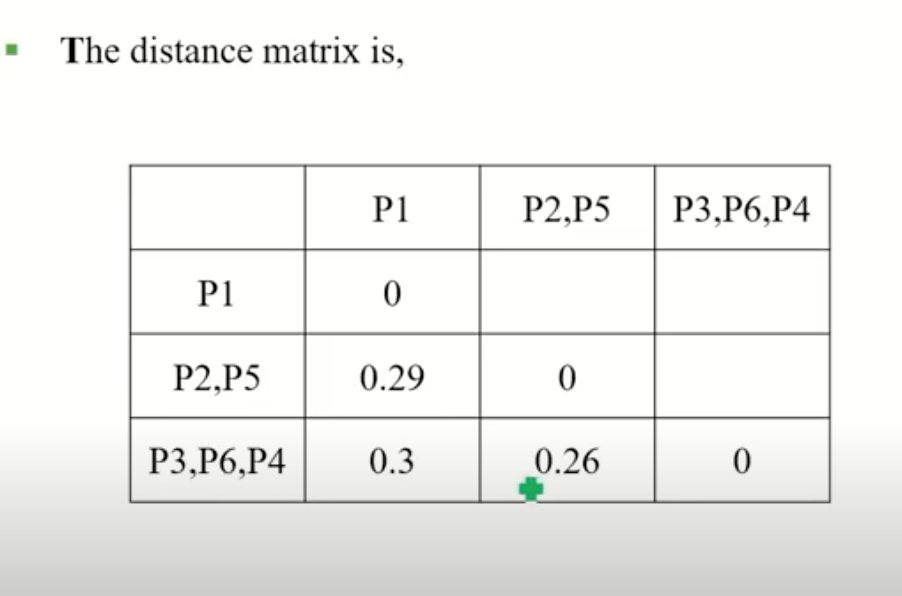 The distance matrix is,
P1 P2,P5 P3,P6,P4
P1 0
P2,P5 0.29 0
P3,P6,P4 0.3 0.26 0